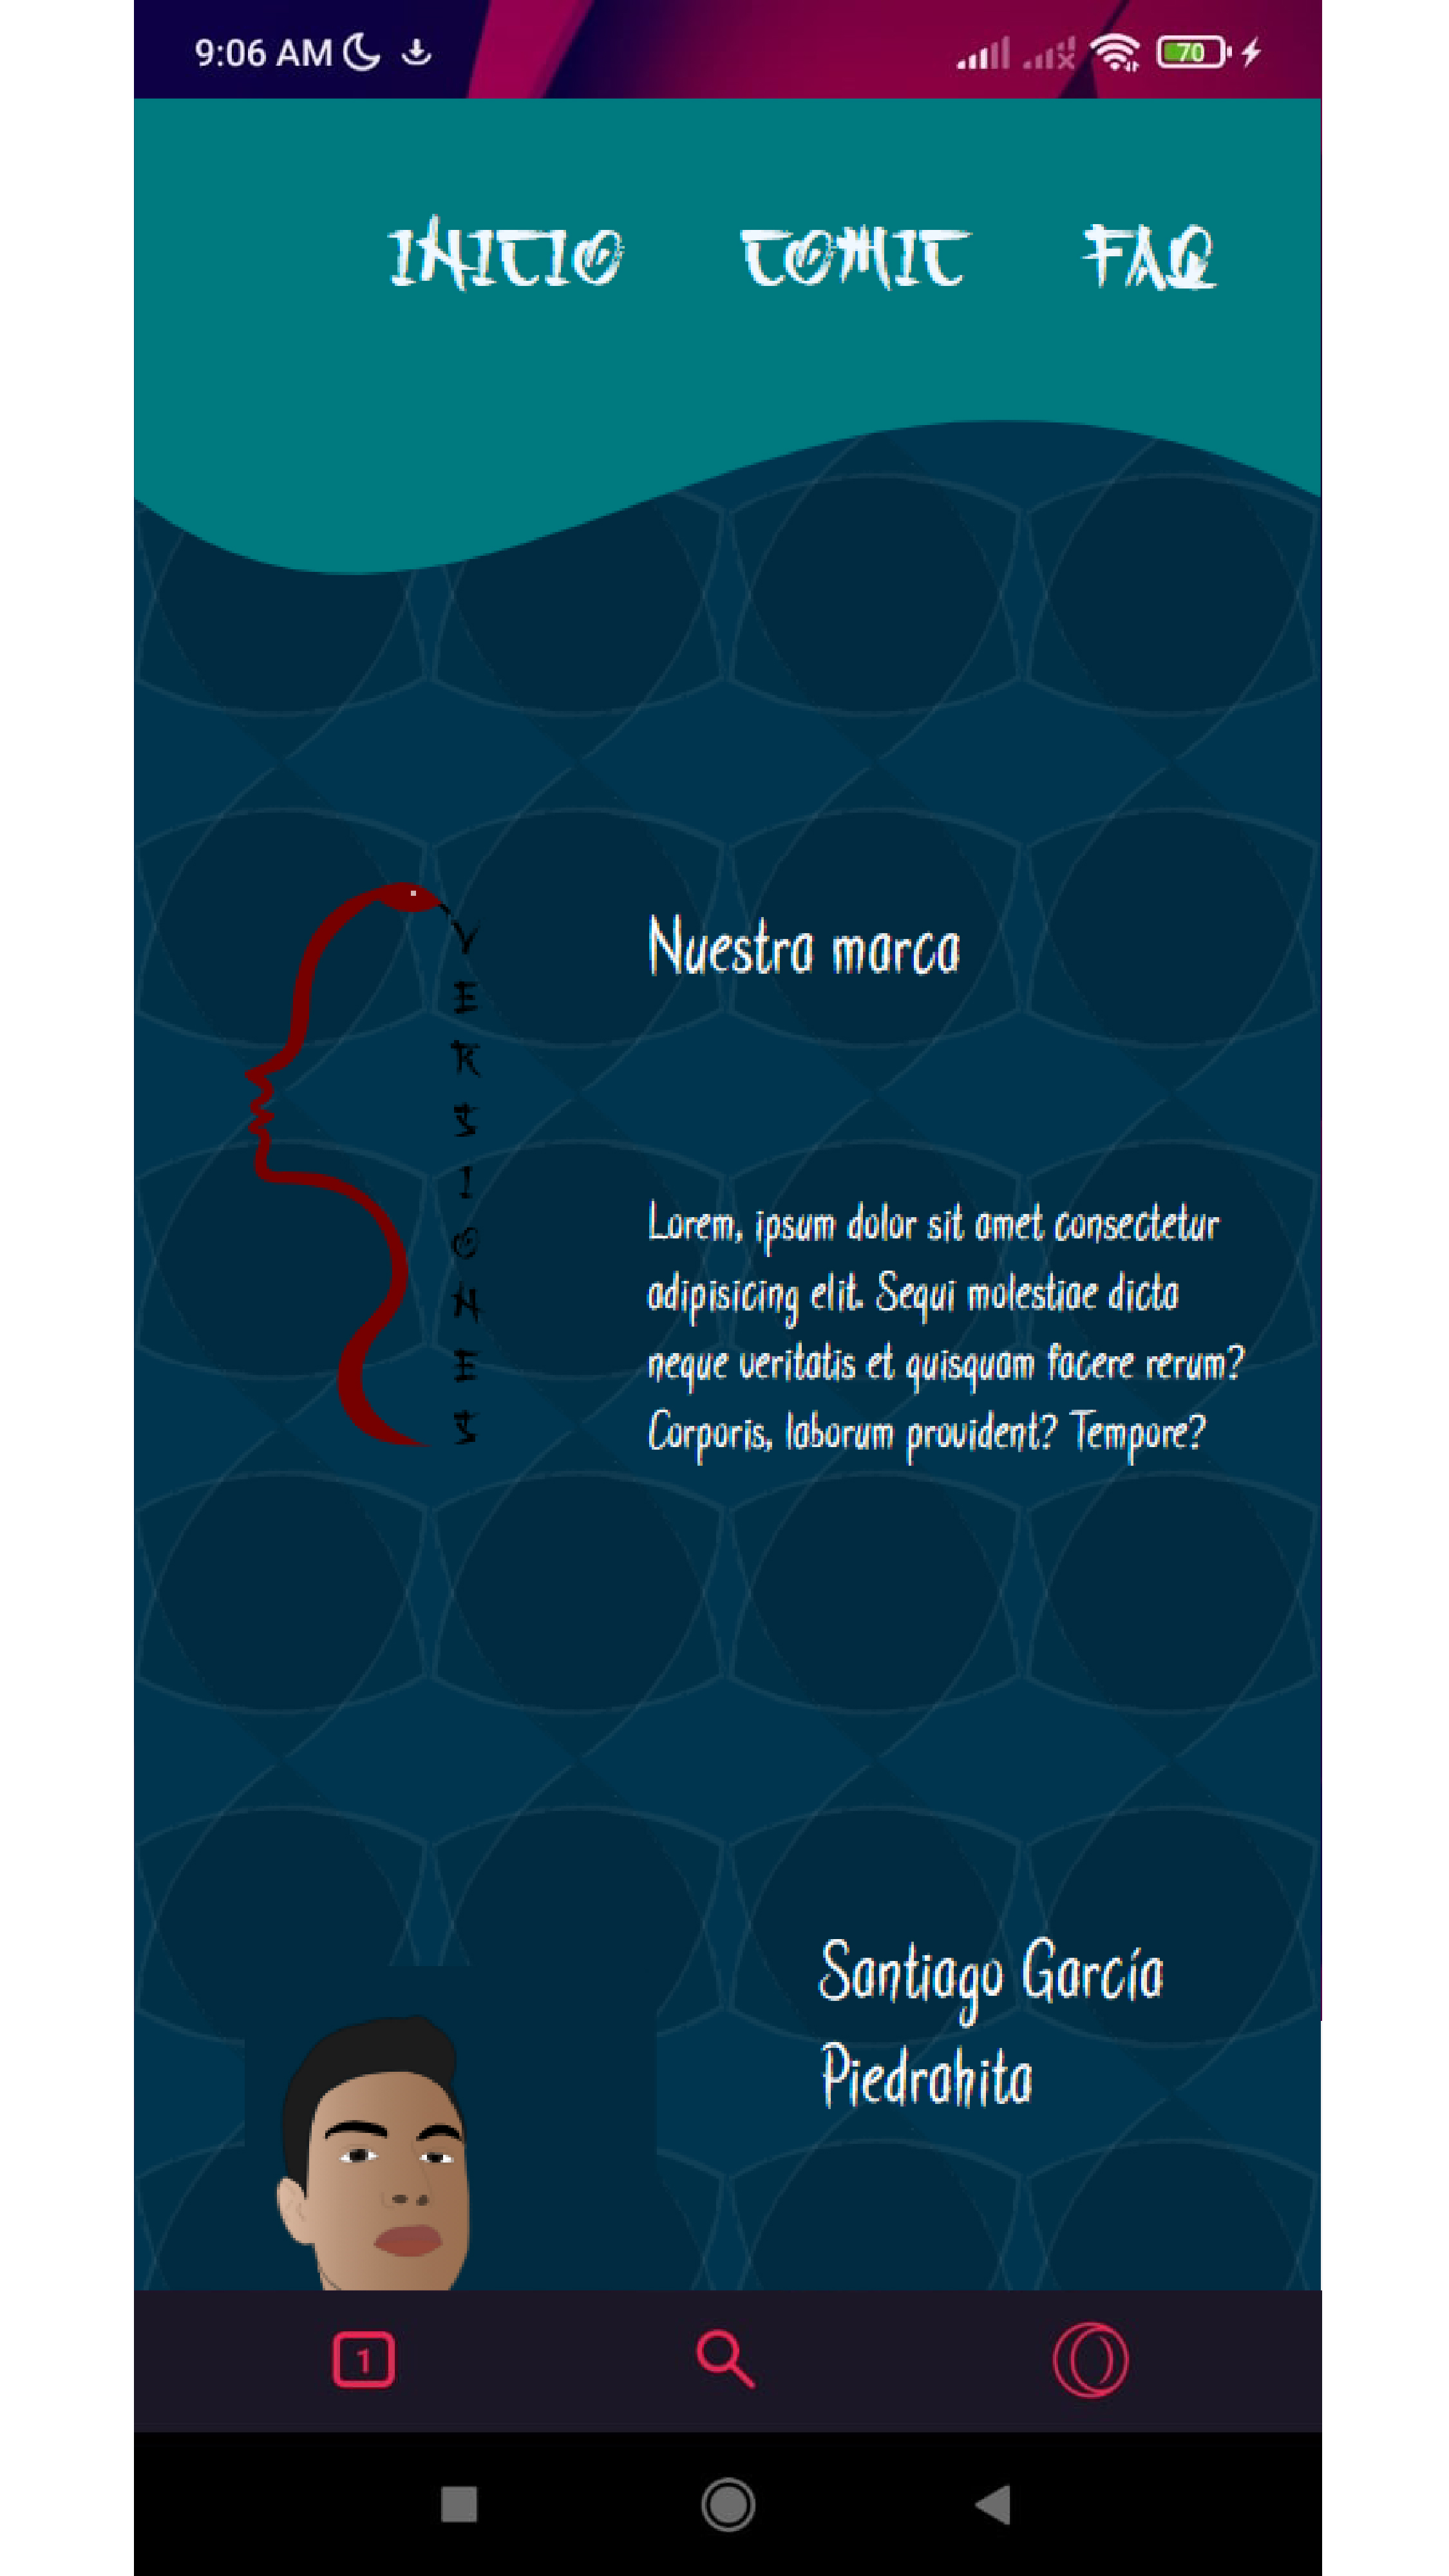 9:06 AM 70
INICIO COMIC FAQ
VERSIONES
Nuestra marca
Lorem, ipsum dolor sit amet consectetur
adipisicing elit. Sequi molestiae dicta
neque veritatis et quisquam facere rerum?
Corporis, laborum provident? Tempore?
Santiago García
Piedrahita
1